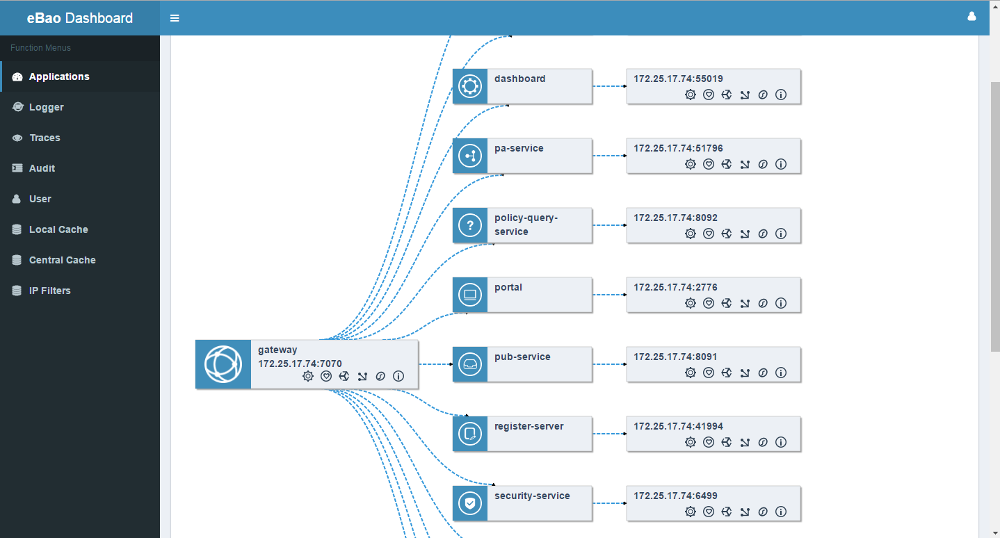 eBao Dashboard
Function Menus
Applications
Logger
Traces
Audit
User
Local Cache
Central Cache
IP Filters
dashboard
172.25.17.74:55019
pa-service
172.25.17.74:51796
policy-query-
service
172.25.17.74:8092
portal
172.25.17.74:2776
gateway
172.25.17.74:7070
pub-service
172.25.17.74:8091
register-server
172.25.17.74:41994
security-service
172.25.17.74:6499